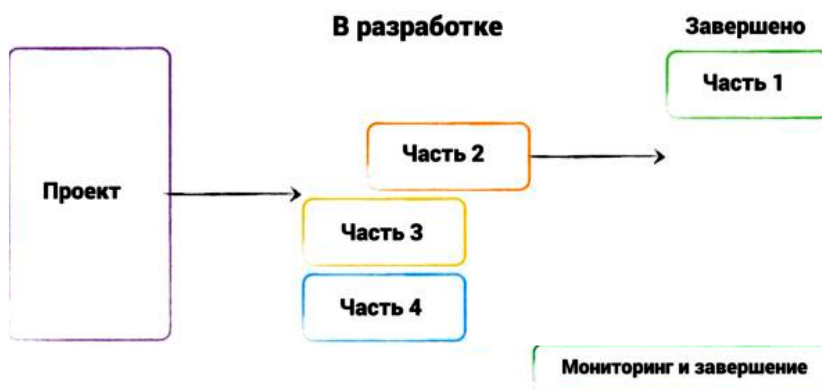 В разработке
Завершено
Часть 1
Часть 2
Проект
Часть 3
Часть 4
Мониторинг и завершение